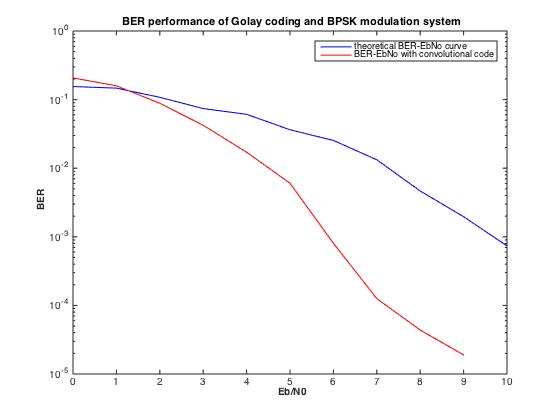 BER performance of Golay coding and BPSK modulation system
theoretical BER-EbNo curve
BER-EbNo with convolutional code
BER
10^0
10^-1
10^-2
10^-3
10^-4
10^-5
0 1 2 3 4 5 6 7 8 9 10
Eb/N0